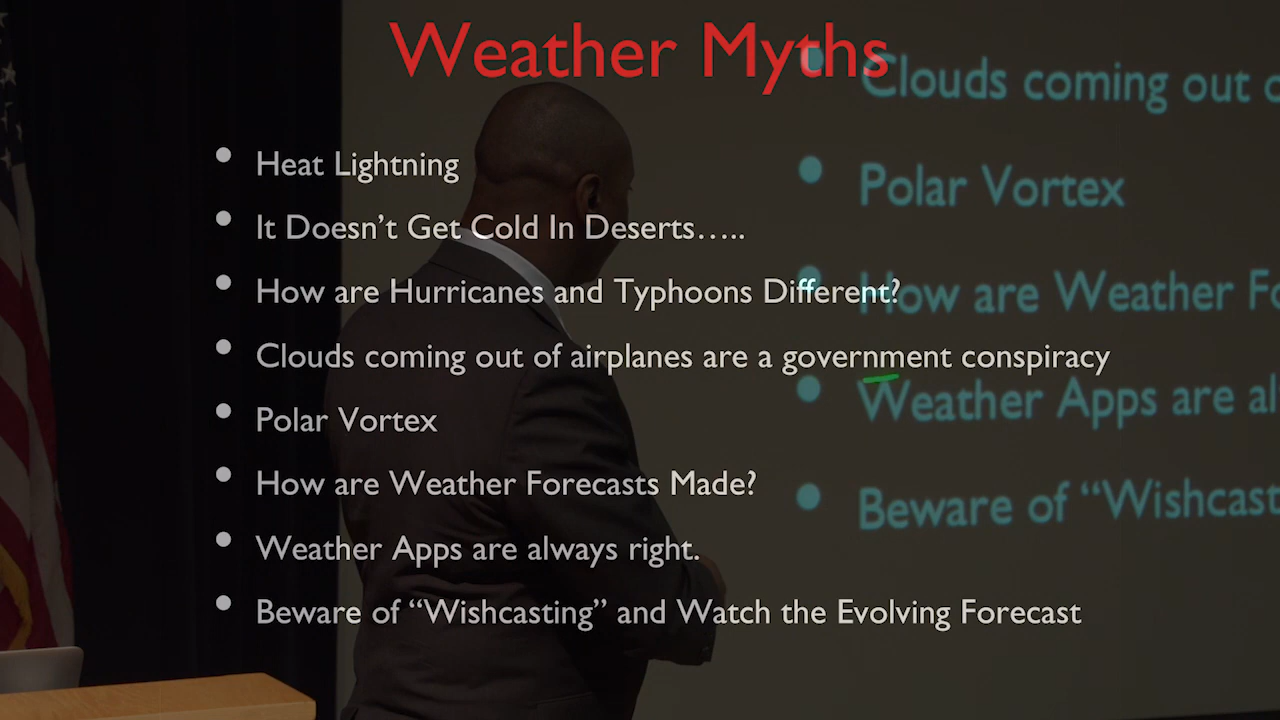 Weather Myths
Heat Lightning
It Doesn’t Get Cold In Deserts…..
How are Hurricanes and Typhoons Different?
Clouds coming out of airplanes are a government conspiracy
Polar Vortex
How are Weather Forecasts Made?
Weather Apps are always right.
Beware of “Wishcasting” and Watch the Evolving Forecast
Clouds coming out
Polar Vortex
How are Weather
Weather Apps are
Beware of